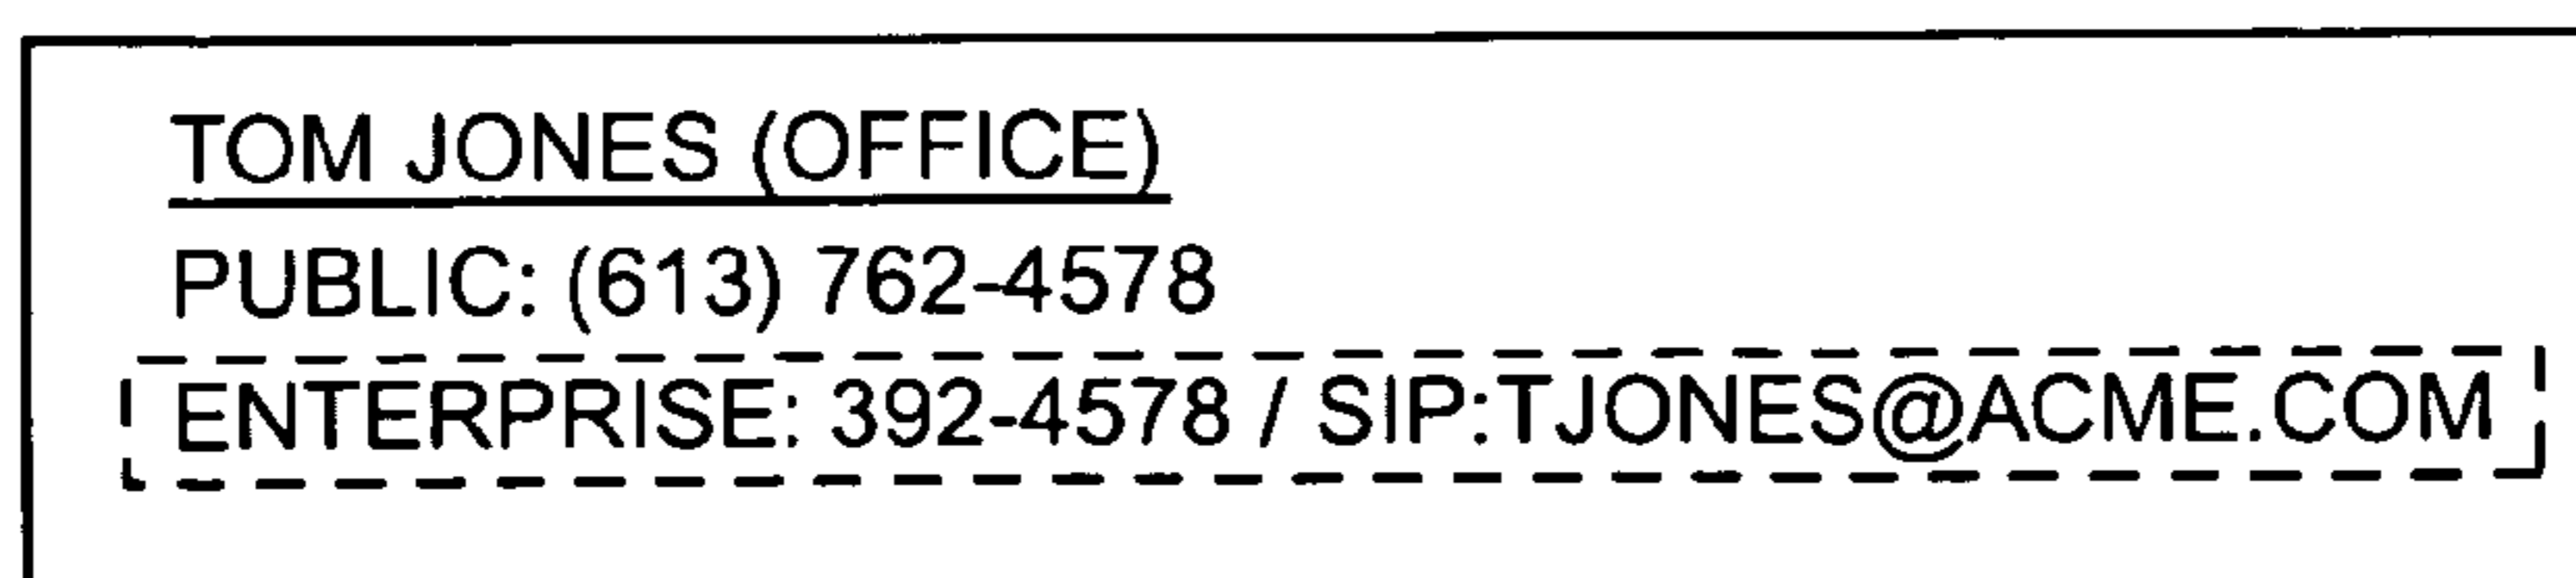 TOM JONES (OFFICE)
PUBLIC: (613) 762-4578
ENTERPRISE: 392-4578 / SIP:TJONES@ACME.COM